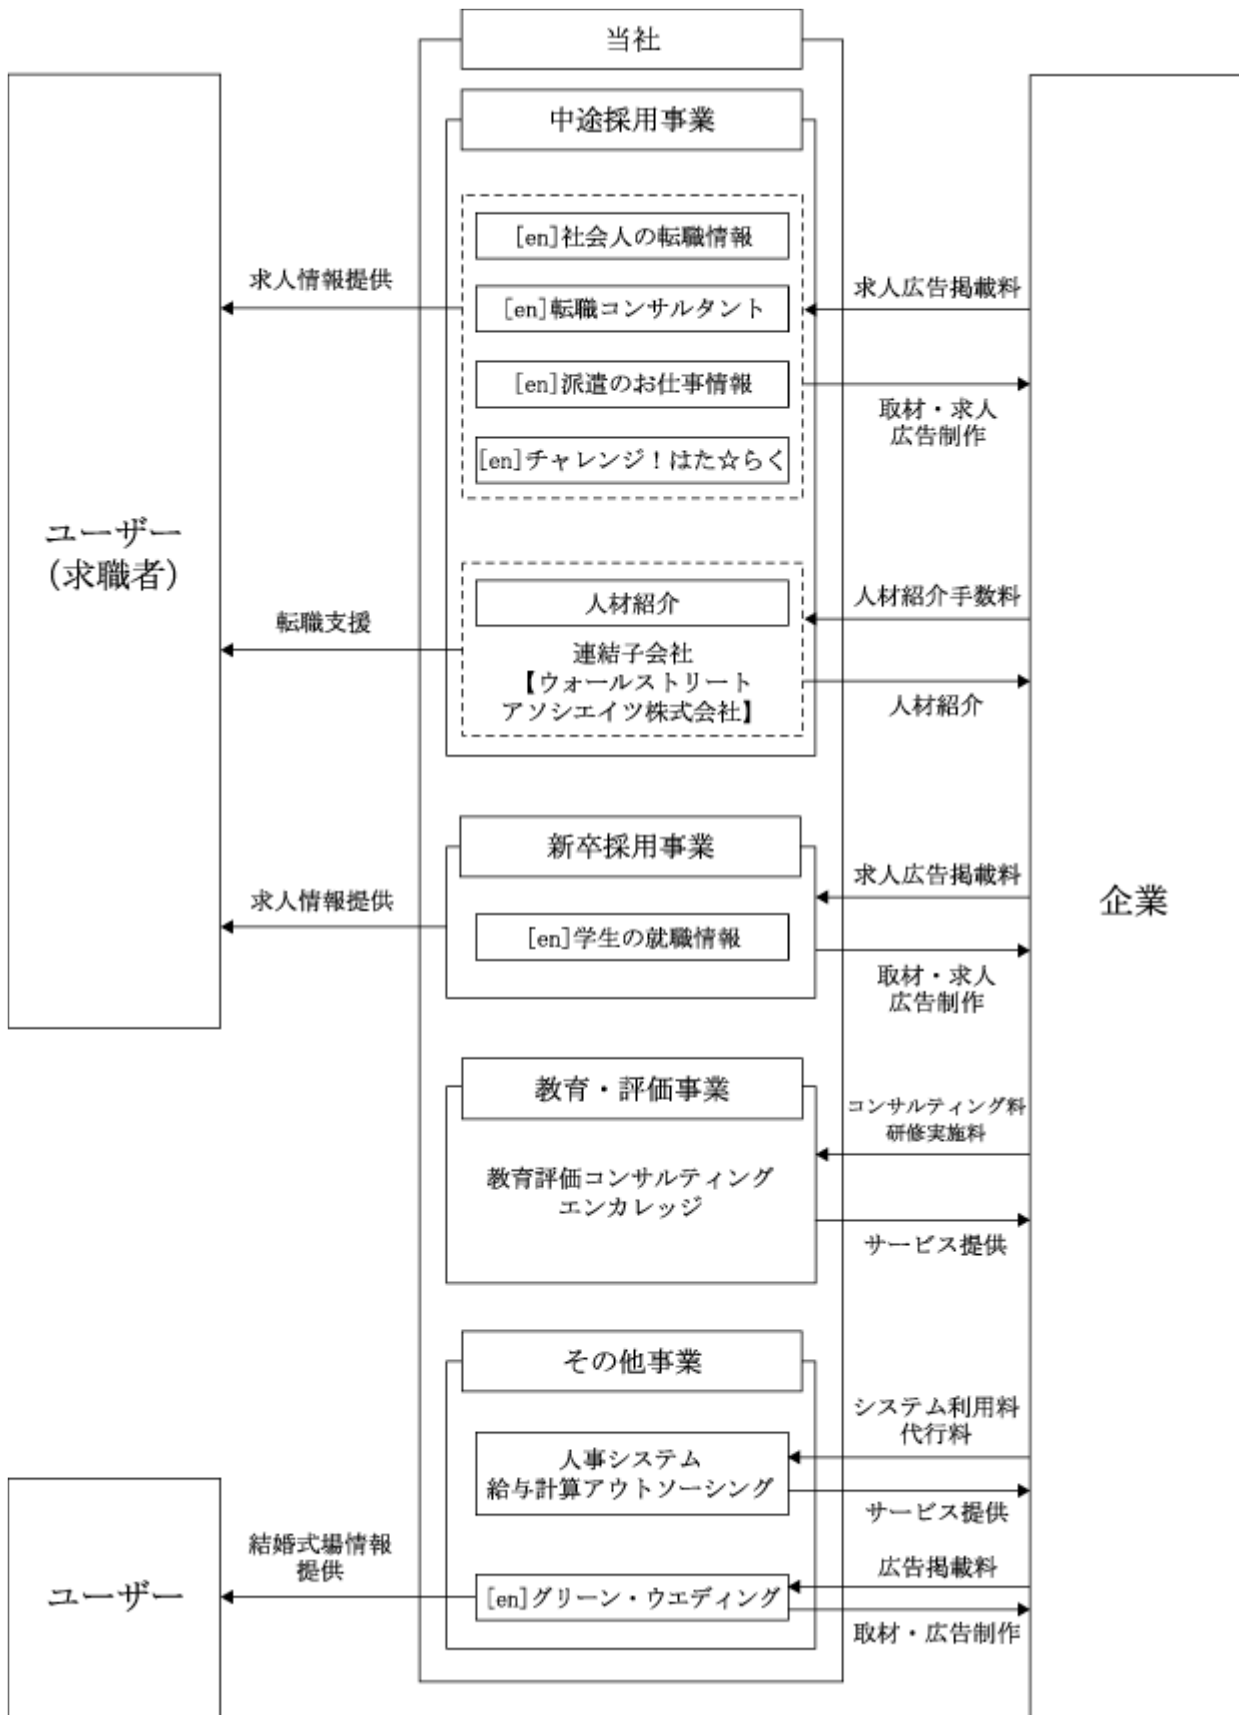 当社
中途採用事業
[en]社会人の転職情報
[en]転職コンサルタント
[en]派遣のお仕事情報
[en]チャレンジ！はた☆らく
求人情報提供
求人広告掲載料
取材・求人
広告制作
ユーザー
(求職者)
人材紹介
連結子会社
【ウォールストリート
アソシエイツ株式会社】
転職支援
人材紹介手数料
人材紹介
新卒採用事業
[en]学生の就職情報
求人情報提供
求人広告掲載料
取材・求人
広告制作
企業
教育・評価事業
教育評価コンサルティング
エンカレッジ
コンサルティング料
研修実施料
サービス提供
その他事業
人事システム
給与計算アウトソーシング
システム利用料
代行料
サービス提供
[en]グリーン・ウエディング
結婚式場情報
提供
広告掲載料
取材・広告制作
ユーザー